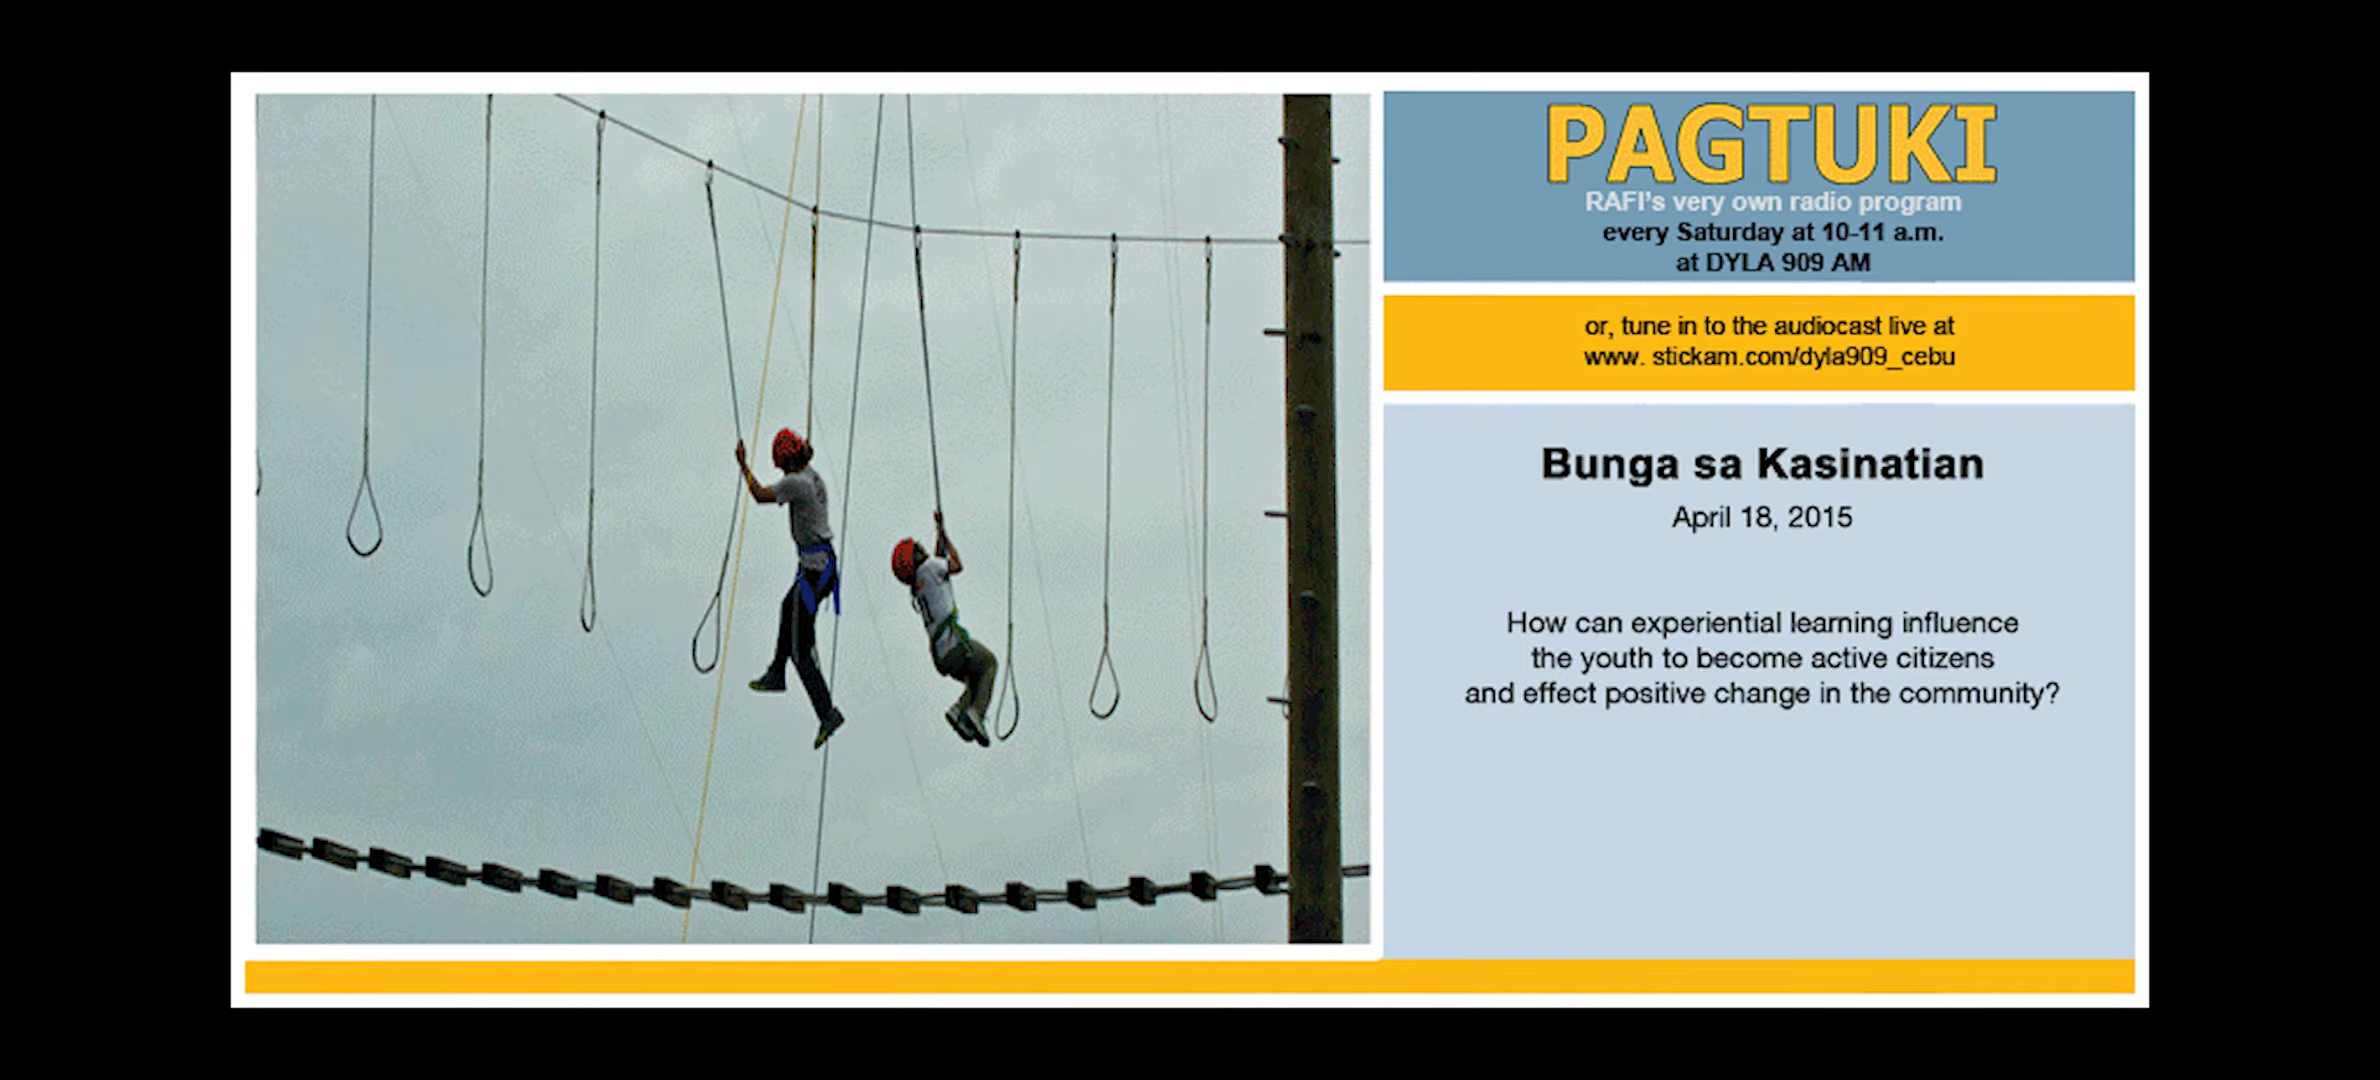 PAGTUKI
RAFI's very own radio program
every Saturday at 10-11 a.m.
at DYLA 909 AM
or, tune in to the audiocast live at
www. stickam.com/dyla909_cebu
Bunga sa Kasinatian
April 18, 2015
How can experiential learning influence
the youth to become active citizens
and effect positive change in the community?